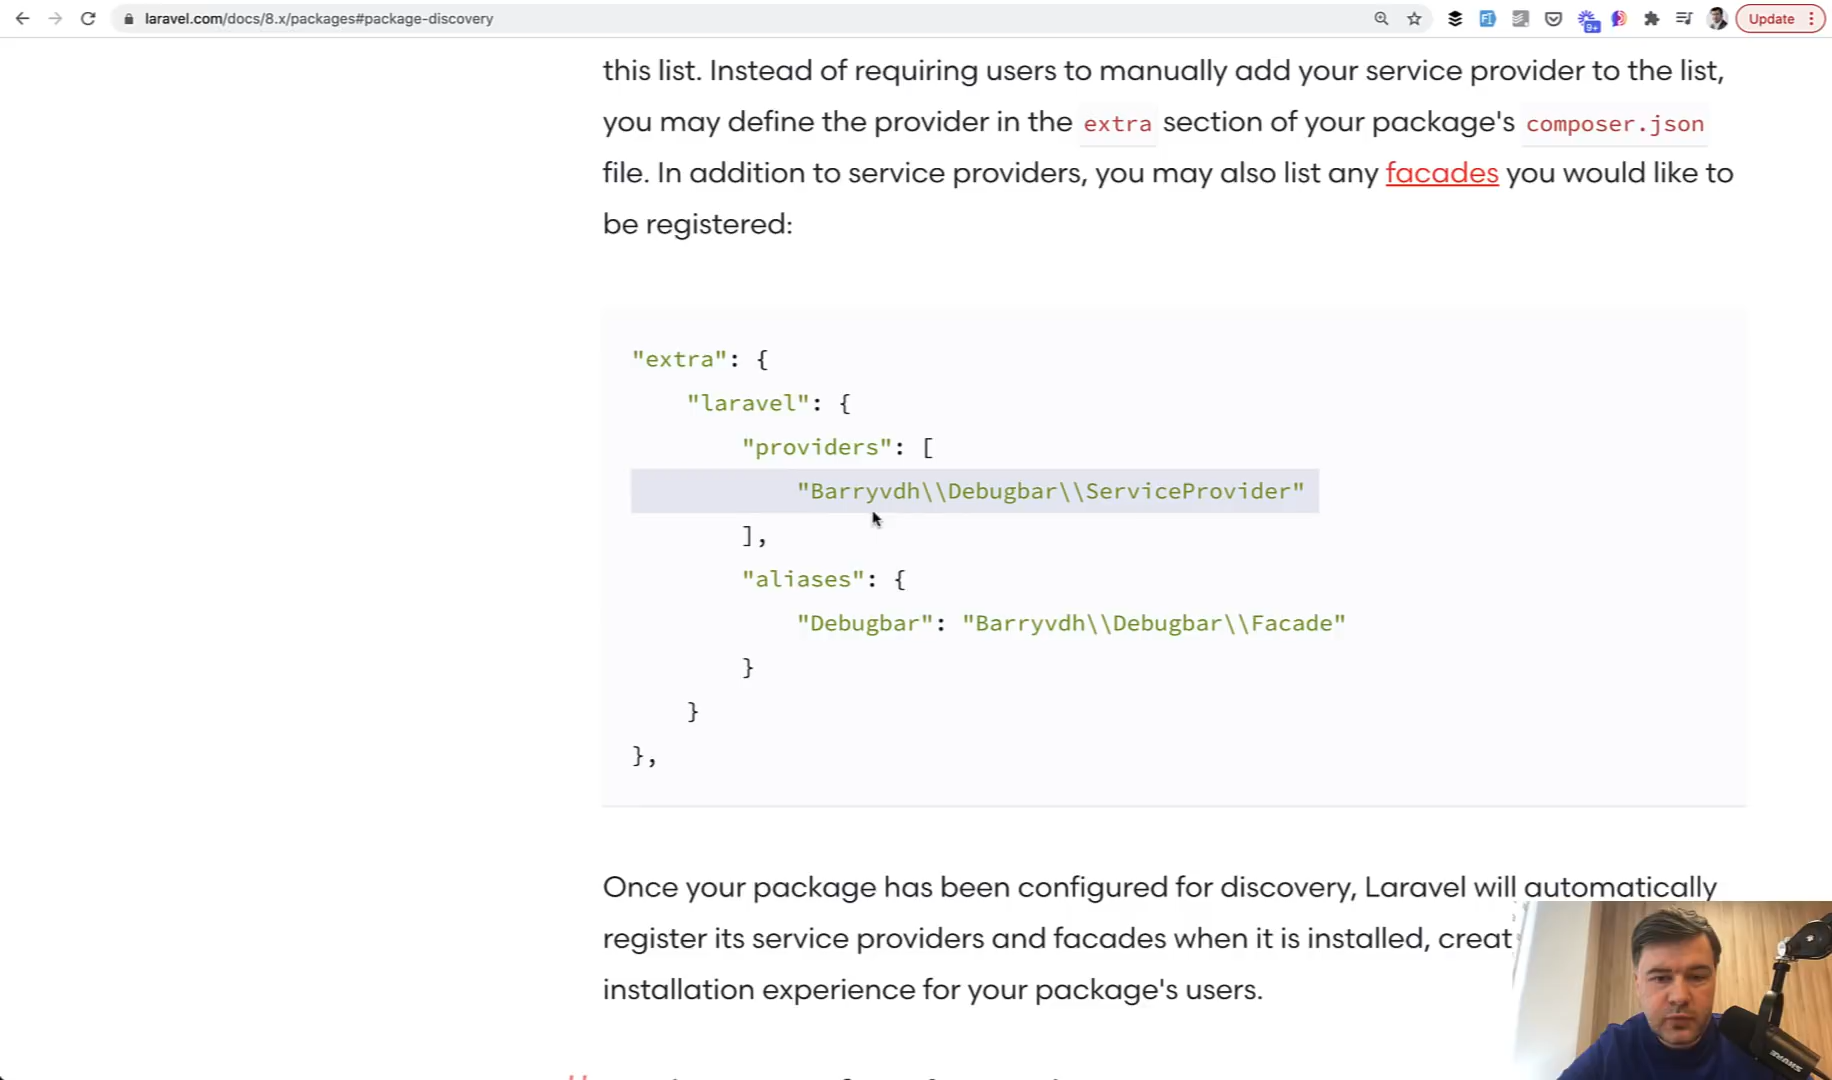 laravel.com/docs/8.x/packages#package-discovery
9+
Update
this list. Instead of requiring users to manually add your service provider to the list,
you may define the provider in the extra section of your package's composer.json
file. In addition to service providers, you may also list any facades you would like to
be registered:
"extra": {
"laravel": {
"providers": [
"Barryvdh\\Debugbar\\ServiceProvider"
],
"aliases": {
"Debugbar": "Barryvdh\\Debugbar\\Facade"
}
}
},
Once your package has been configured for discovery, Laravel will automatically
register its service providers and facades when it is installed, creat
installation experience for your package's users.